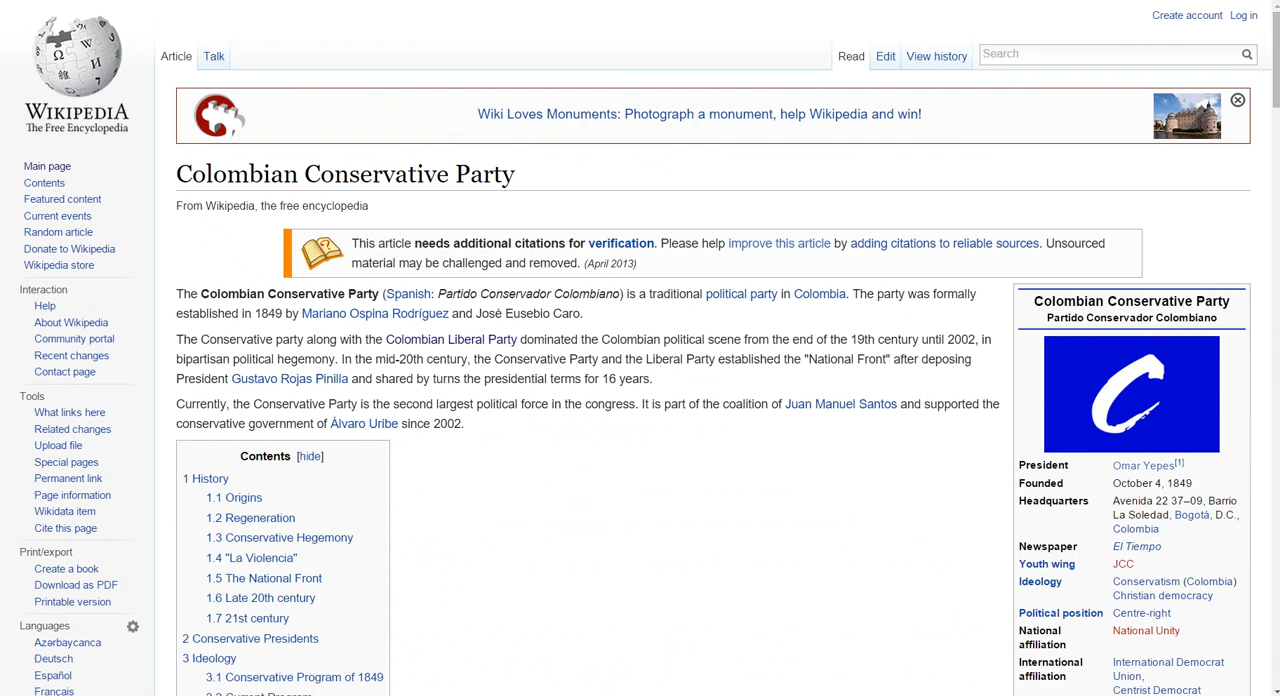 Create account Log in
Article Talk Read Edit View history Search
WIKIPEDIA
The Free Encyclopedia
Main page
Contents
Featured content
Current events
Random article
Donate to Wikipedia
Wikipedia store
Interaction
Help
About Wikipedia
Community portal
Recent changes
Contact page
Tools
What links here
Related changes
Upload file
Special pages
Permanent link
Page information
Wikidata item
Cite this page
Print/export
Create a book
Download as PDF
Printable version
Languages
Azərbaycanca
Deutsch
Español
Français
Wiki Loves Monuments: Photograph a monument, help Wikipedia and win!
Colombian Conservative Party
From Wikipedia, the free encyclopedia
This article needs additional citations for verification. Please help improve this article by adding citations to reliable sources. Unsourced
material may be challenged and removed. (April 2013)
The Colombian Conservative Party (Spanish: Partido Conservador Colombiano) is a traditional political party in Colombia. The party was formally
established in 1849 by Mariano Ospina Rodríguez and José Eusebio Caro.
The Conservative party along with the Colombian Liberal Party dominated the Colombian political scene from the end of the 19th century until 2002, in
bipartisan political hegemony. In the mid-20th century, the Conservative Party and the Liberal Party established the "National Front" after deposing
President Gustavo Rojas Pinilla and shared by turns the presidential terms for 16 years.
Currently, the Conservative Party is the second largest political force in the congress. It is part of the coalition of Juan Manuel Santos and supported the
conservative government of Álvaro Uribe since 2002.
Contents [hide]
1 History
1.1 Origins
1.2 Regeneration
1.3 Conservative Hegemony
1.4 "La Violencia"
1.5 The National Front
1.6 Late 20th century
1.7 21st century
2 Conservative Presidents
3 Ideology
3.1 Conservative Program of 1849
3.2 Current Program
Colombian Conservative Party
Partido Conservador Colombiano
C
President Omar Yepes[1]
Founded October 4, 1849
Headquarters Avenida 22 37–09, Barrio
La Soledad, Bogotá, D.C.,
Colombia
Newspaper El Tiempo
Youth wing JCC
Ideology Conservatism (Colombia)
Christian democracy
Political position Centre-right
National National Unity
affiliation
International International Democrat
affiliation Union,
Centrist Democrat